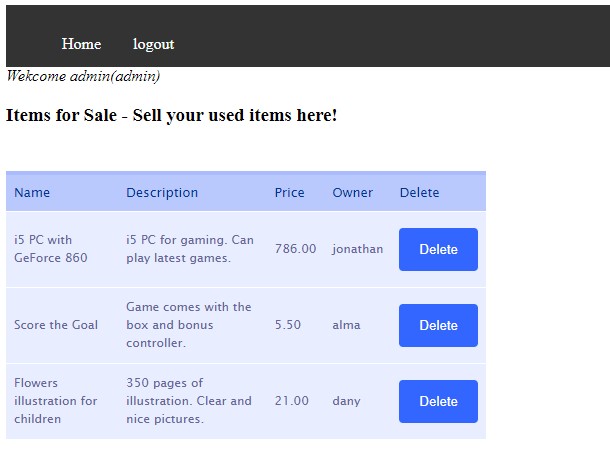 Home logout
Wekcome admin(admin)
Items for Sale - Sell your used items here!
Name Description Price Owner Delete
i5 PC with
GeForce 860
i5 PC for gaming. Can
play latest games.
786.00
jonathan
Delete
Score the Goal
Game comes with the
box and bonus
controller.
5.50
alma
Delete
Flowers
illustration for
children
350 pages of
illustration. Clear and
nice pictures.
21.00
dany
Delete